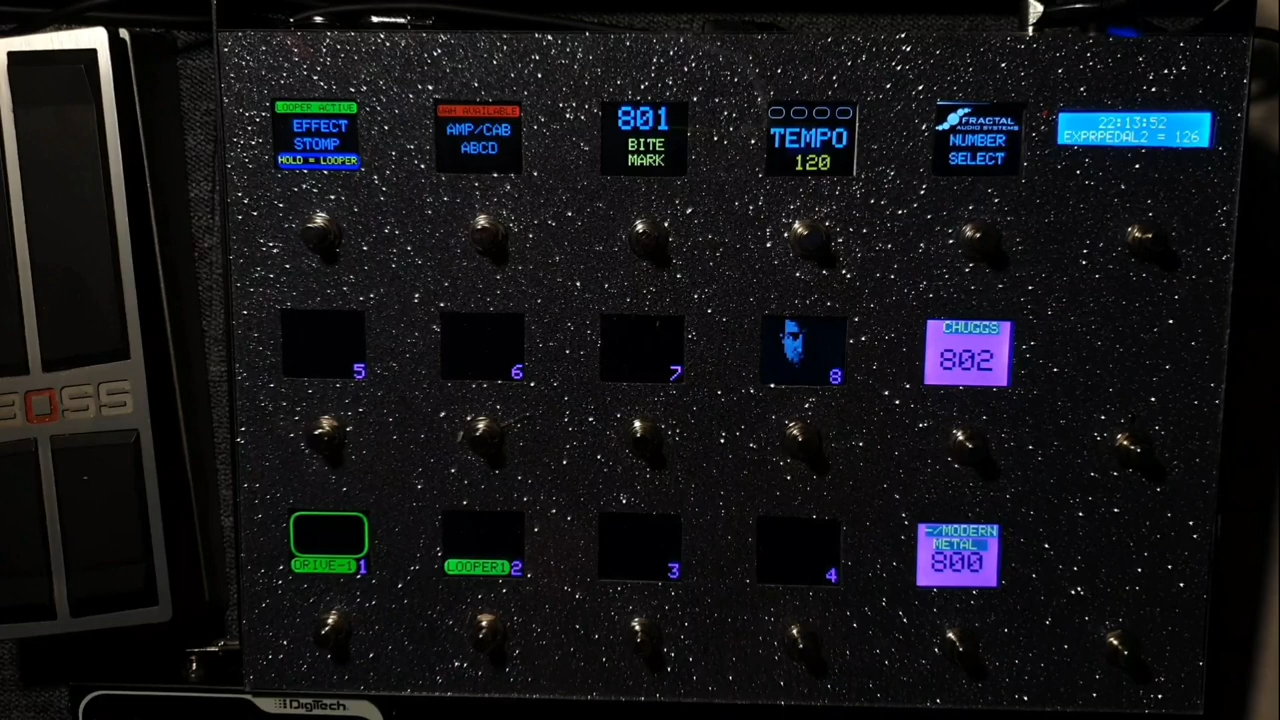 LOOPER ACTIVE
EFFECT
STOMP
HOLD = LOOPER
WAH AVAILABLE
AMP/CAB
ABCD
801
BITE
MARK
TEMPO
120
FRACTAL
AUDIO SYSTEMS
NUMBER
SELECT
22:13:52
EXPRPEDAL2 = 126
5
6
7
8
CHUGGS
802
BOSS
DRIVE-1 1
LOOPER1 2
3
4
-/MODERN
METAL
800
DigiTech